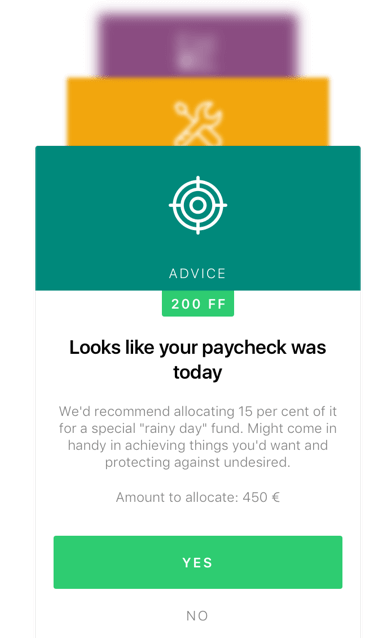 ADVICE
200 FF
Looks like your paycheck was
today
We'd recommend allocating 15 per cent of it
for a special "rainy day" fund. Might come in
handy in achieving things you'd want and
protecting against undesired.
Amount to allocate: 450 €
YES
NO